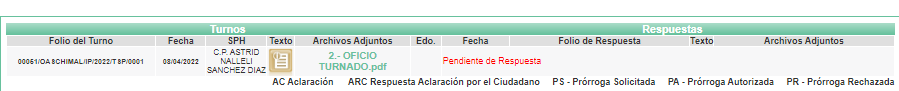 Turnos Respuestas
Folio del Turno Fecha SPH Texto Archivos Adjuntos Edo. Fecha Folio de Respuesta Texto Archivos Adjuntos
00051/OASCHIMAL/IP/2022/TSP/0001 08/04/2022 C.P. ASTRID NALLELI SANCHEZ DIAZ 2.- OFICIO TURNADO.pdf Pendiente de Respuesta
AC Aclaración ARC Respuesta Aclaración por el Ciudadano PS - Prórroga Solicitada PA - Prórroga Autorizada PR - Prórroga Rechazada